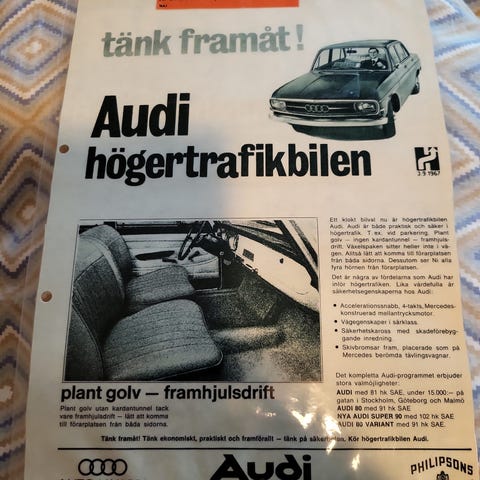 tänk framåt!
Audi
högertrafikbilen
3.9.1967
Ett klokt bilval nu är högertrafikbilen
Audi. Audi är både praktisk och säker i
högertrafik. T. ex. vid parkering. Plant
golv — ingen kardantunnel — framhjuls-
drift. Växelspaken sitter heller inte i vä-
gen. Alltså lätt att komma till förarplatsen
från båda sidorna. Dessutom ser Ni alla
fyra hörnen från förarplatsen.
Det är några av fördelarna som Audi har
inför högertrafiken. Lika värdefulla är
säkerhetsegenskaperna hos Audi:
• Accelerationssnabb, 4-takts, Mercedes-
konstruerad mellantrycksmotor.
• Vägegenskaper i särklass.
• Säkerhetskaross med skadeförebyg-
gande inredning.
• Skivbromsar fram, placerade som på
Mercedes berömda tävlingsvagnar.
Det kompletta Audi-programmet erbjuder
stora valmöjligheter:
AUDI med 81 hk SAE, under 15.000:— på
gatan i Stockholm, Göteborg och Malmö
AUDI 80 med 91 hk SAE
NYA AUDI SUPER 90 med 102 hk SAE
AUDI 80 VARIANT med 91 hk SAE.
plant golv — framhjulsdrift
Plant golv utan kardantunnel tack
vare framhjulsdrift — lätt att komma
till förarplatsen från båda sidorna.
Tänk framåt! Tänk ekonomiskt, praktiskt och framförallt — tänk på säkerheten. Kör högertrafikbilen Audi.
Audi
PHILIPSONS